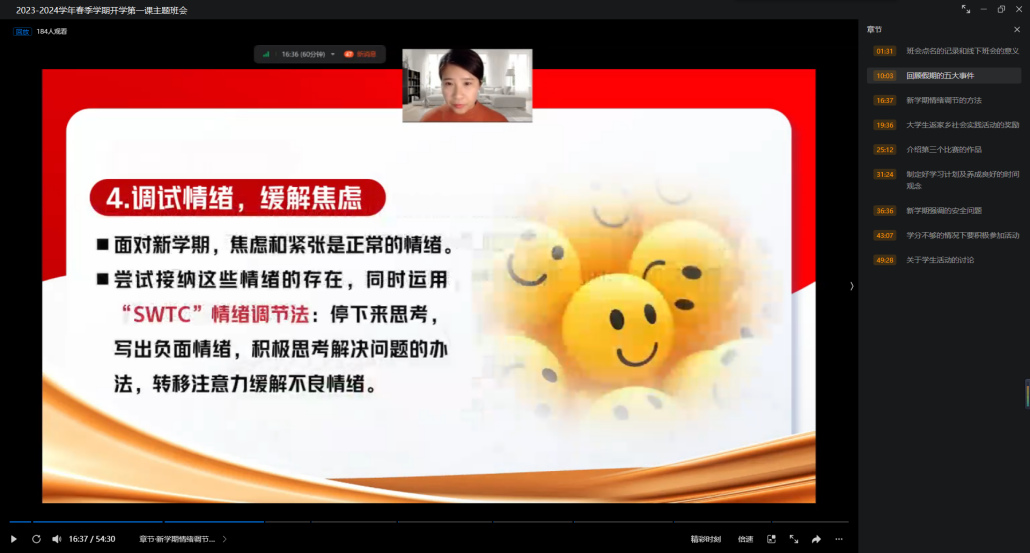 2023-2024学年春季学期开学第一课主题班会
回放 184人观看
16:36 (60分钟)
4.调试情绪，缓解焦虑
■面对新学期，焦虑和紧张是正常的情绪。
■尝试接纳这些情绪的存在，同时运用
“SWTC”情绪调节法：停下来思考，
写出负面情绪，积极思考解决问题的办
法，转移注意力缓解不良情绪。
章节
01:31 班会点名的记录和线下班会的意义
10:03 回顾假期的五大事件
16:37 新学期情绪调节的方法
19:36 大学生返家乡社会实践活动的奖励
25:12 介绍第三个比赛的作品
31:24 制定好学习计划及养成良好的时间
观念
36:36 新学期强调的安全问题
43:07 学分不够的情况下要积极参加活动
49:28 关于学生活动的讨论
16:37 / 54:30 章节·新学期情绪调节... 精彩时刻 倍速